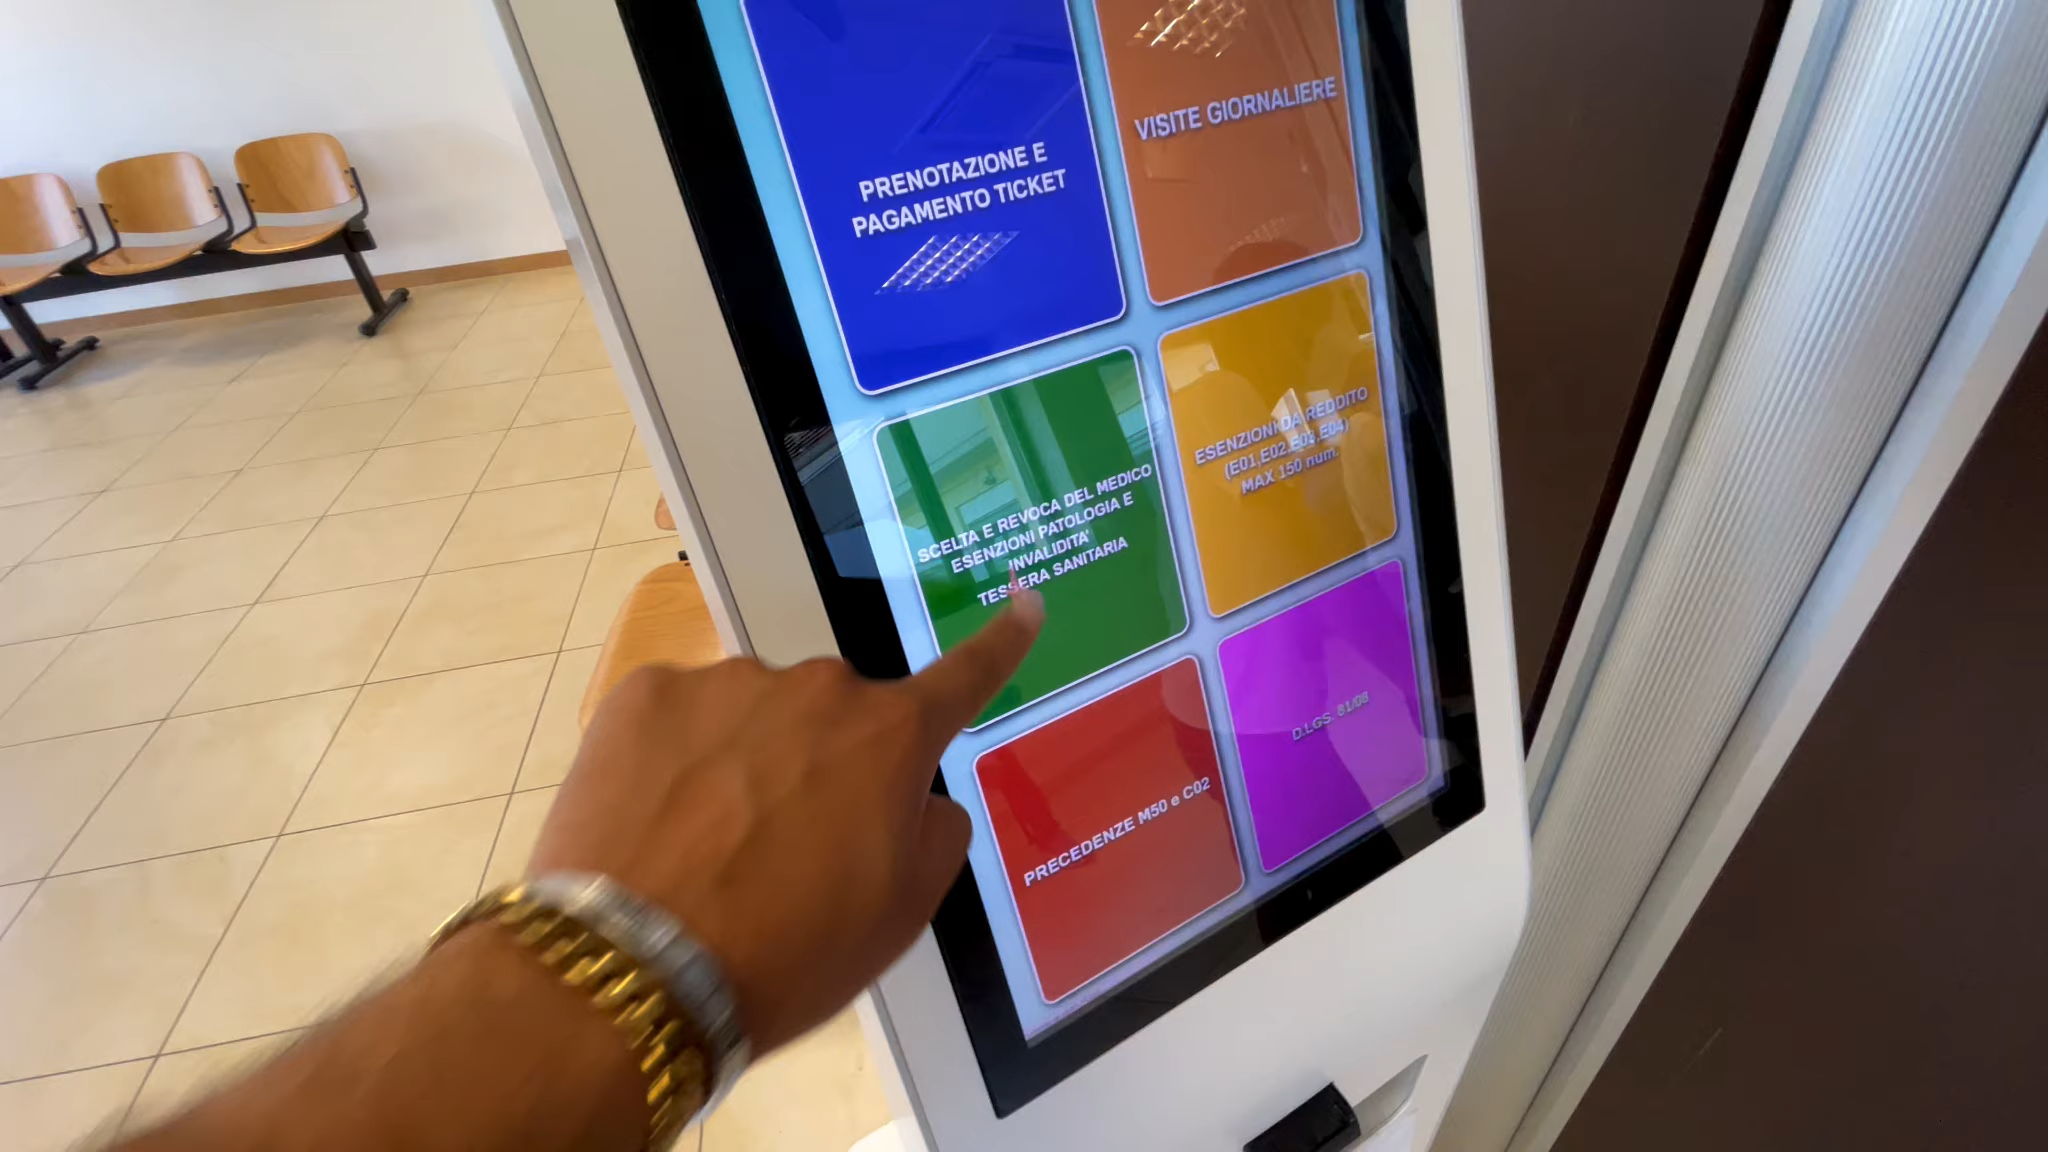 PRENOTAZIONE E
PAGAMENTO TICKET
VISITE GIORNALIERE
SCELTA E REVOCA DEL MEDICO
ESENZIONI PATOLOGIA E
INVALIDITA'
TESSERA SANITARIA
ESENZIONI DA REDDITO
(E01,E02,E03,E04)
MAX 150 num.
PRECEDENZE M50 e C02
D.LGS. 81/08